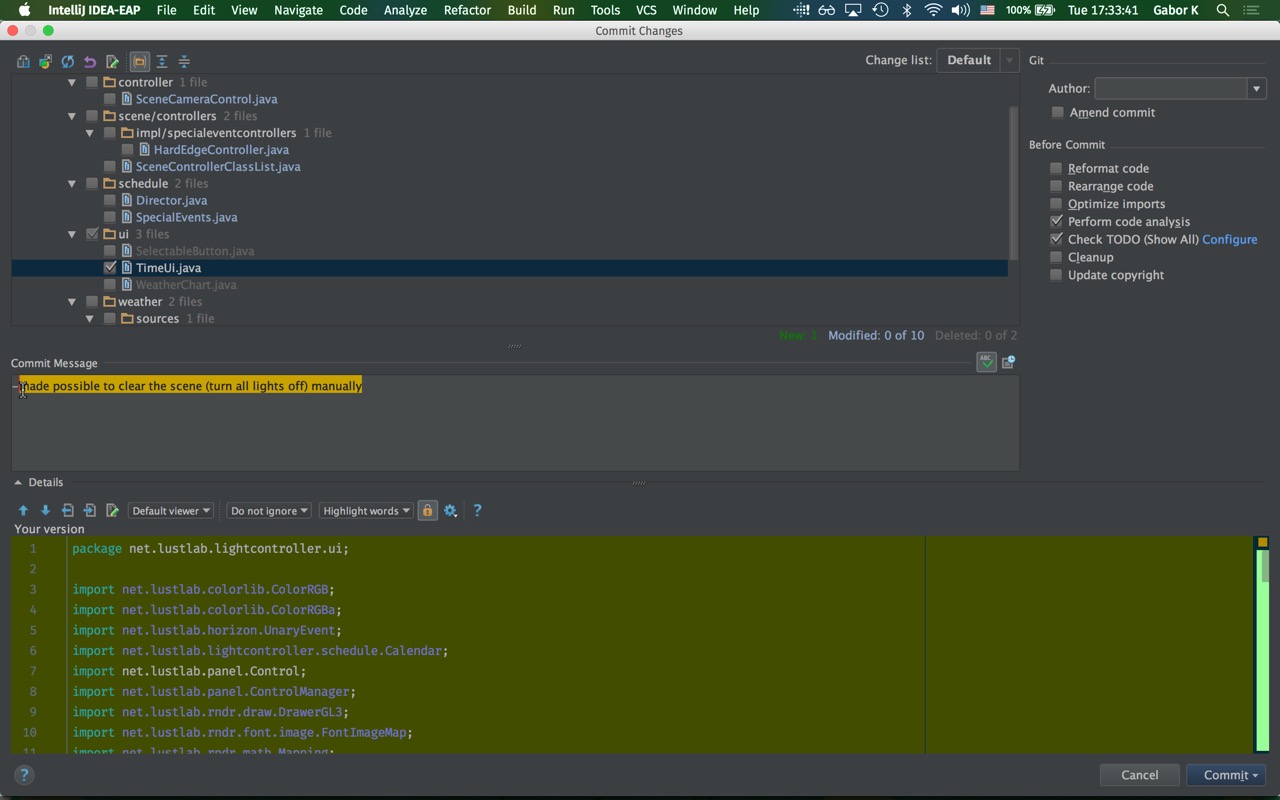 IntelliJ IDEA-EAP File Edit View Navigate Code Analyze Refactor Build Run Tools VCS Window Help 100% Tue 17:33:41 Gabor K
Commit Changes
Change list: Default
Git
controller 1 file
SceneCameraControl.java
scene/controllers 2 files
impl/specialeventcontrollers 1 file
HardEdgeController.java
SceneControllerClassList.java
schedule 2 files
Director.java
SpecialEvents.java
ui 3 files
SelectableButton.java
TimeUi.java
WeatherChart.java
weather 2 files
sources 1 file
New: 1 Modified: 0 of 10 Deleted: 0 of 2
Author:
Amend commit
Before Commit
Reformat code
Rearrange code
Optimize imports
Perform code analysis
Check TODO (Show All) Configure
Cleanup
Update copyright
Commit Message
made possible to clear the scene (turn all lights off) manually
Details
Default viewer Do not ignore Highlight words ?
Your version
1 package net.lustlab.lightcontroller.ui;
2
3 import net.lustlab.colorlib.ColorRGB;
4 import net.lustlab.colorlib.ColorRGBa;
5 import net.lustlab.horizon.UnaryEvent;
6 import net.lustlab.lightcontroller.schedule.Calendar;
7 import net.lustlab.panel.Control;
8 import net.lustlab.panel.ControlManager;
9 import net.lustlab.rndr.draw.DrawerGL3;
10 import net.lustlab.rndr.font.image.FontImageMap;
11 import net.lustlab.rndr.math.Mapping;
? Cancel Commit